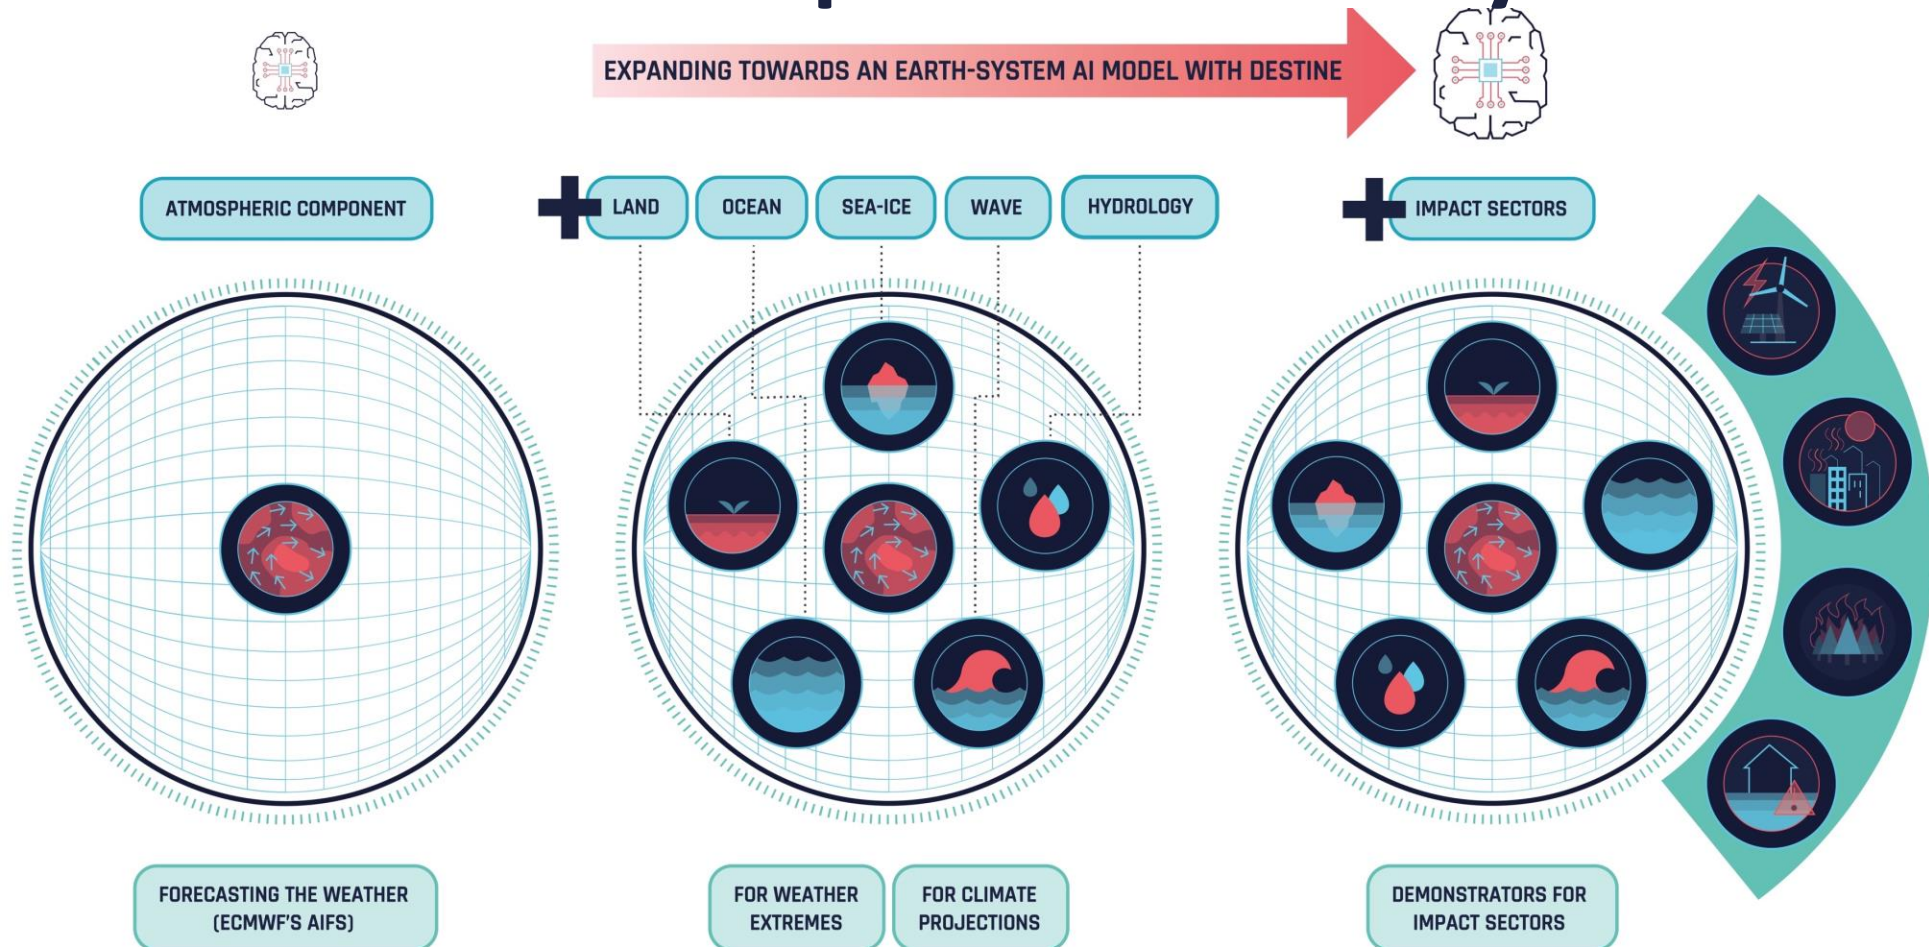 EXPANDING TOWARDS AN EARTH-SYSTEM AI MODEL WITH DESTINE
ATMOSPHERIC COMPONENT
LAND
OCEAN
SEA-ICE
WAVE
HYDROLOGY
IMPACT SECTORS
FORECASTING THE WEATHER
(ECMWF'S AIFS)
FOR WEATHER
EXTREMES
FOR CLIMATE
PROJECTIONS
DEMONSTRATORS FOR
IMPACT SECTORS